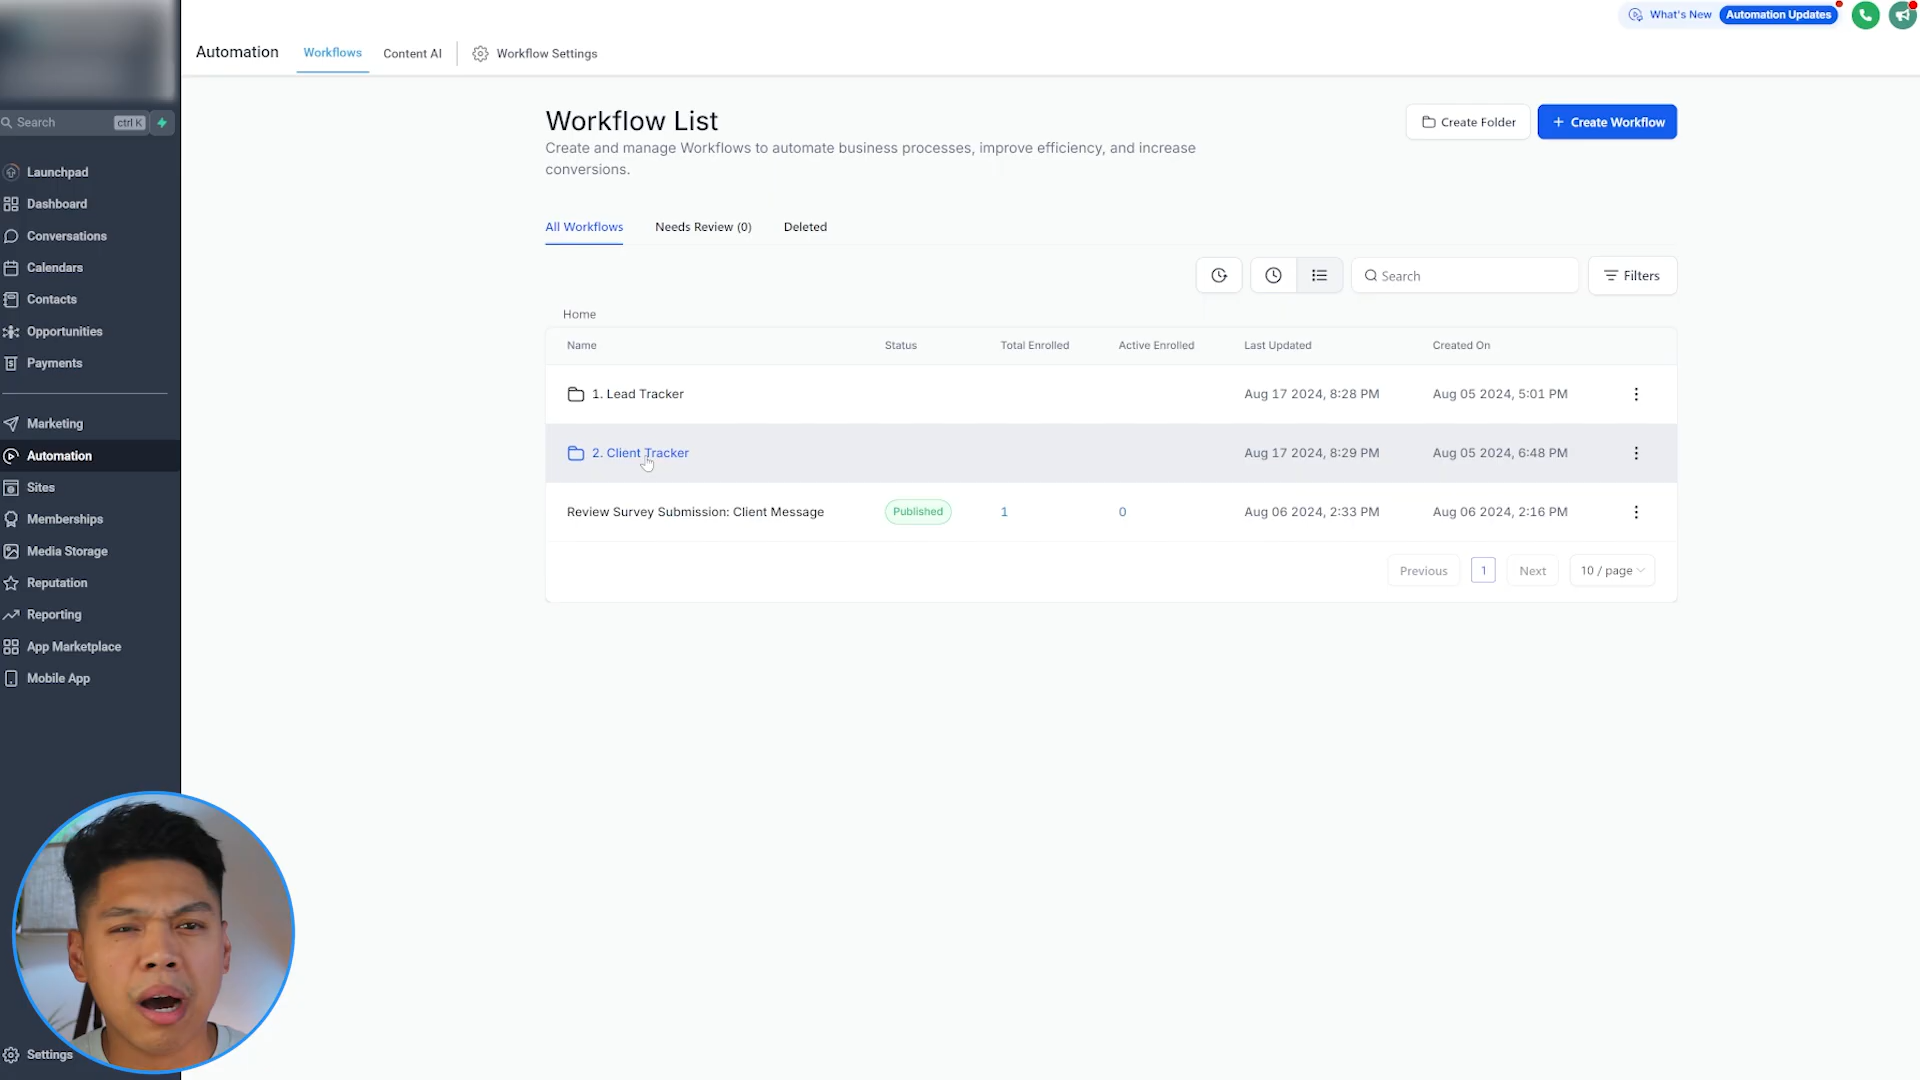 What's New
Automation Updates
Automation
Workflows
Content AI
Workflow Settings
Search
ctrl K
Launchpad
Dashboard
Conversations
Calendars
Contacts
Opportunities
Payments
Marketing
Automation
Sites
Memberships
Media Storage
Reputation
Reporting
App Marketplace
Mobile App
Settings
Workflow List
Create and manage Workflows to automate business processes, improve efficiency, and increase
conversions.
Create Folder
+ Create Workflow
All Workflows
Needs Review (0)
Deleted
Search
Filters
Home
Name Status Total Enrolled Active Enrolled Last Updated Created On
1. Lead Tracker Aug 17 2024, 8:28 PM Aug 05 2024, 5:01 PM
2. Client Tracker Aug 17 2024, 8:29 PM Aug 05 2024, 6:48 PM
Review Survey Submission: Client Message Published 1 0 Aug 06 2024, 2:33 PM Aug 06 2024, 2:16 PM
Previous 1 Next 10 / page